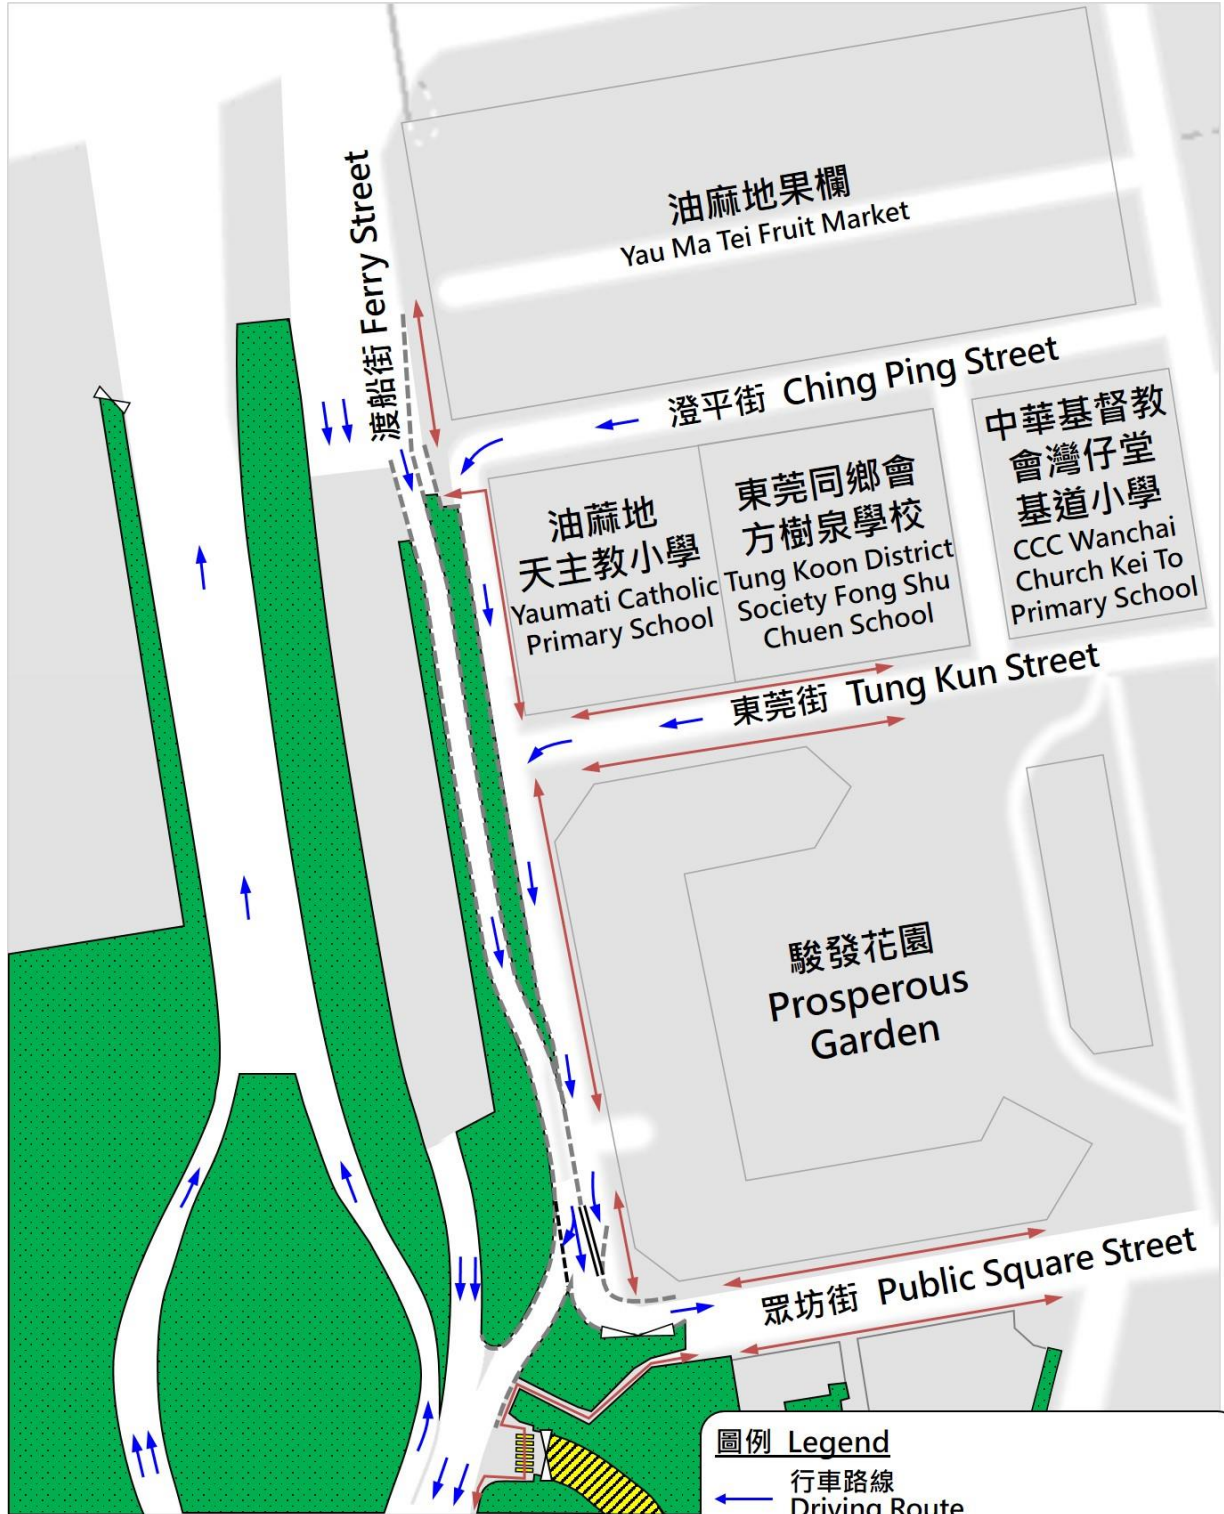 油麻地果欄
Yau Ma Tei Fruit Market
渡船街 Ferry Street
澄平街 Ching Ping Street
油蔴地
天主教小學
Yaumati Catholic
Primary School
東莞同鄉會
方樹泉學校
Tung Koon District
Society Fong Shu
Chuen School
中華基督教
會灣仔堂
基道小學
CCC Wanchai
Church Kei To
Primary School
東莞街 Tung Kun Street
駿發花園
Prosperous
Garden
眾坊街 Public Square Street
圖例 Legend
行車路線
Driving Route